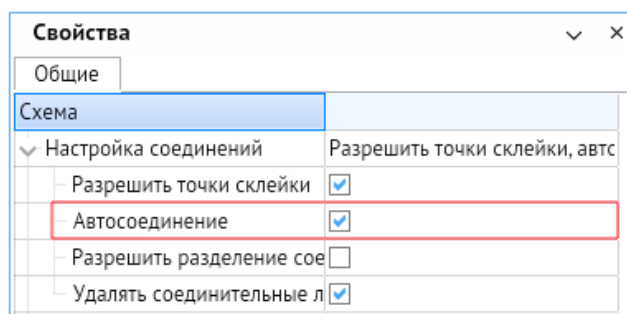 Свойства
Общие
Схема
Настройка соединений Разрешить точки склейки, авто
Разрешить точки склейки
Автосоединение
Разрешить разделение сое
Удалять соединительные л